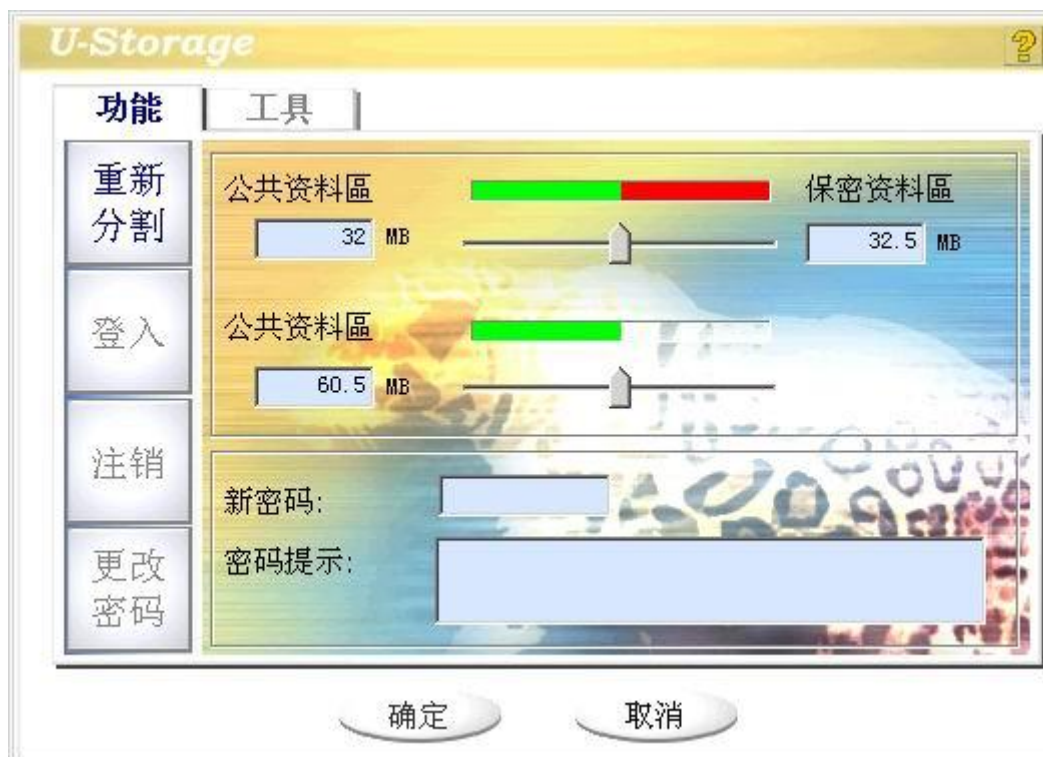 U-Storage
?
功能
工具
重新
分割
登入
注销
更改
密码
公共资料區
保密资料區
32 MB
32.5 MB
公共资料區
60.5 MB
新密码:
密码提示:
确定
取消